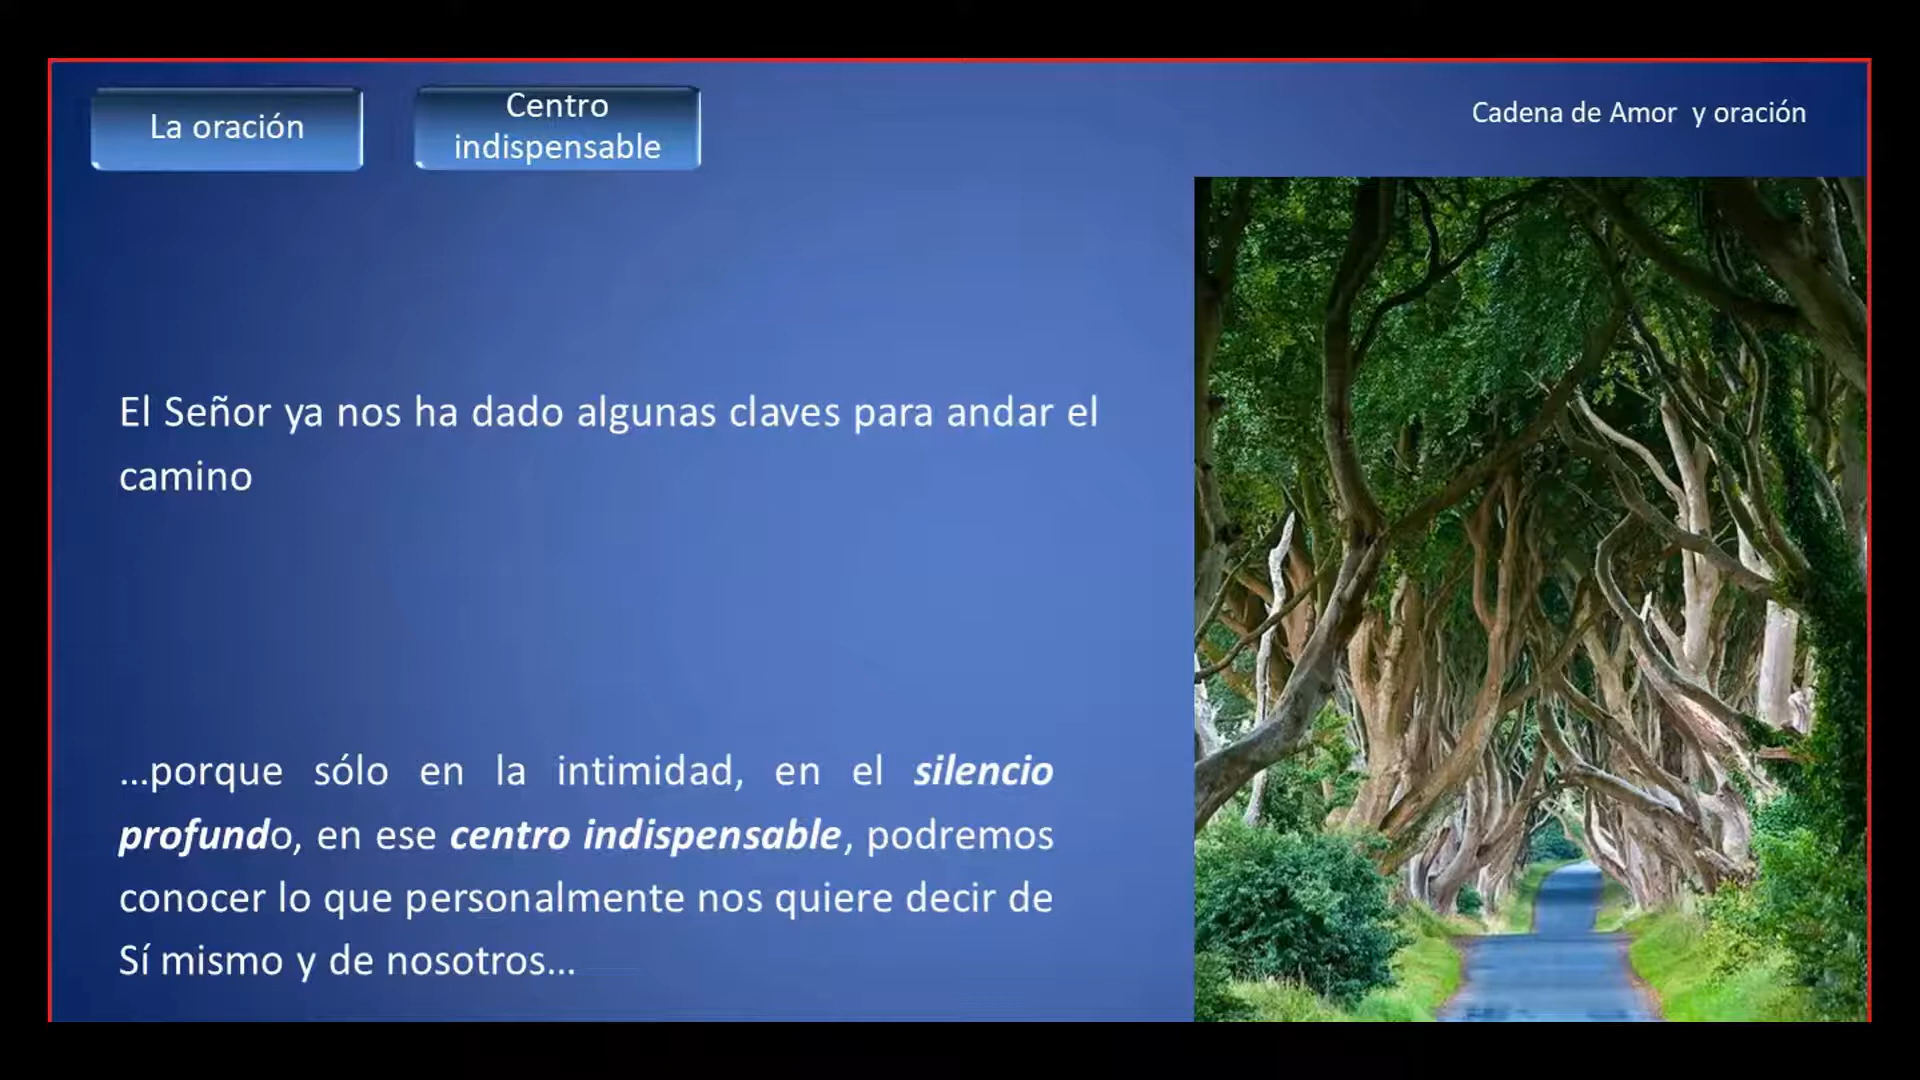 La oración
Centro
indispensable
Cadena de Amor y oración
El Señor ya nos ha dado algunas claves para andar el
camino
...porque sólo en la intimidad, en el silencio
profundo, en ese centro indispensable, podremos
conocer lo que personalmente nos quiere decir de
Sí mismo y de nosotros...